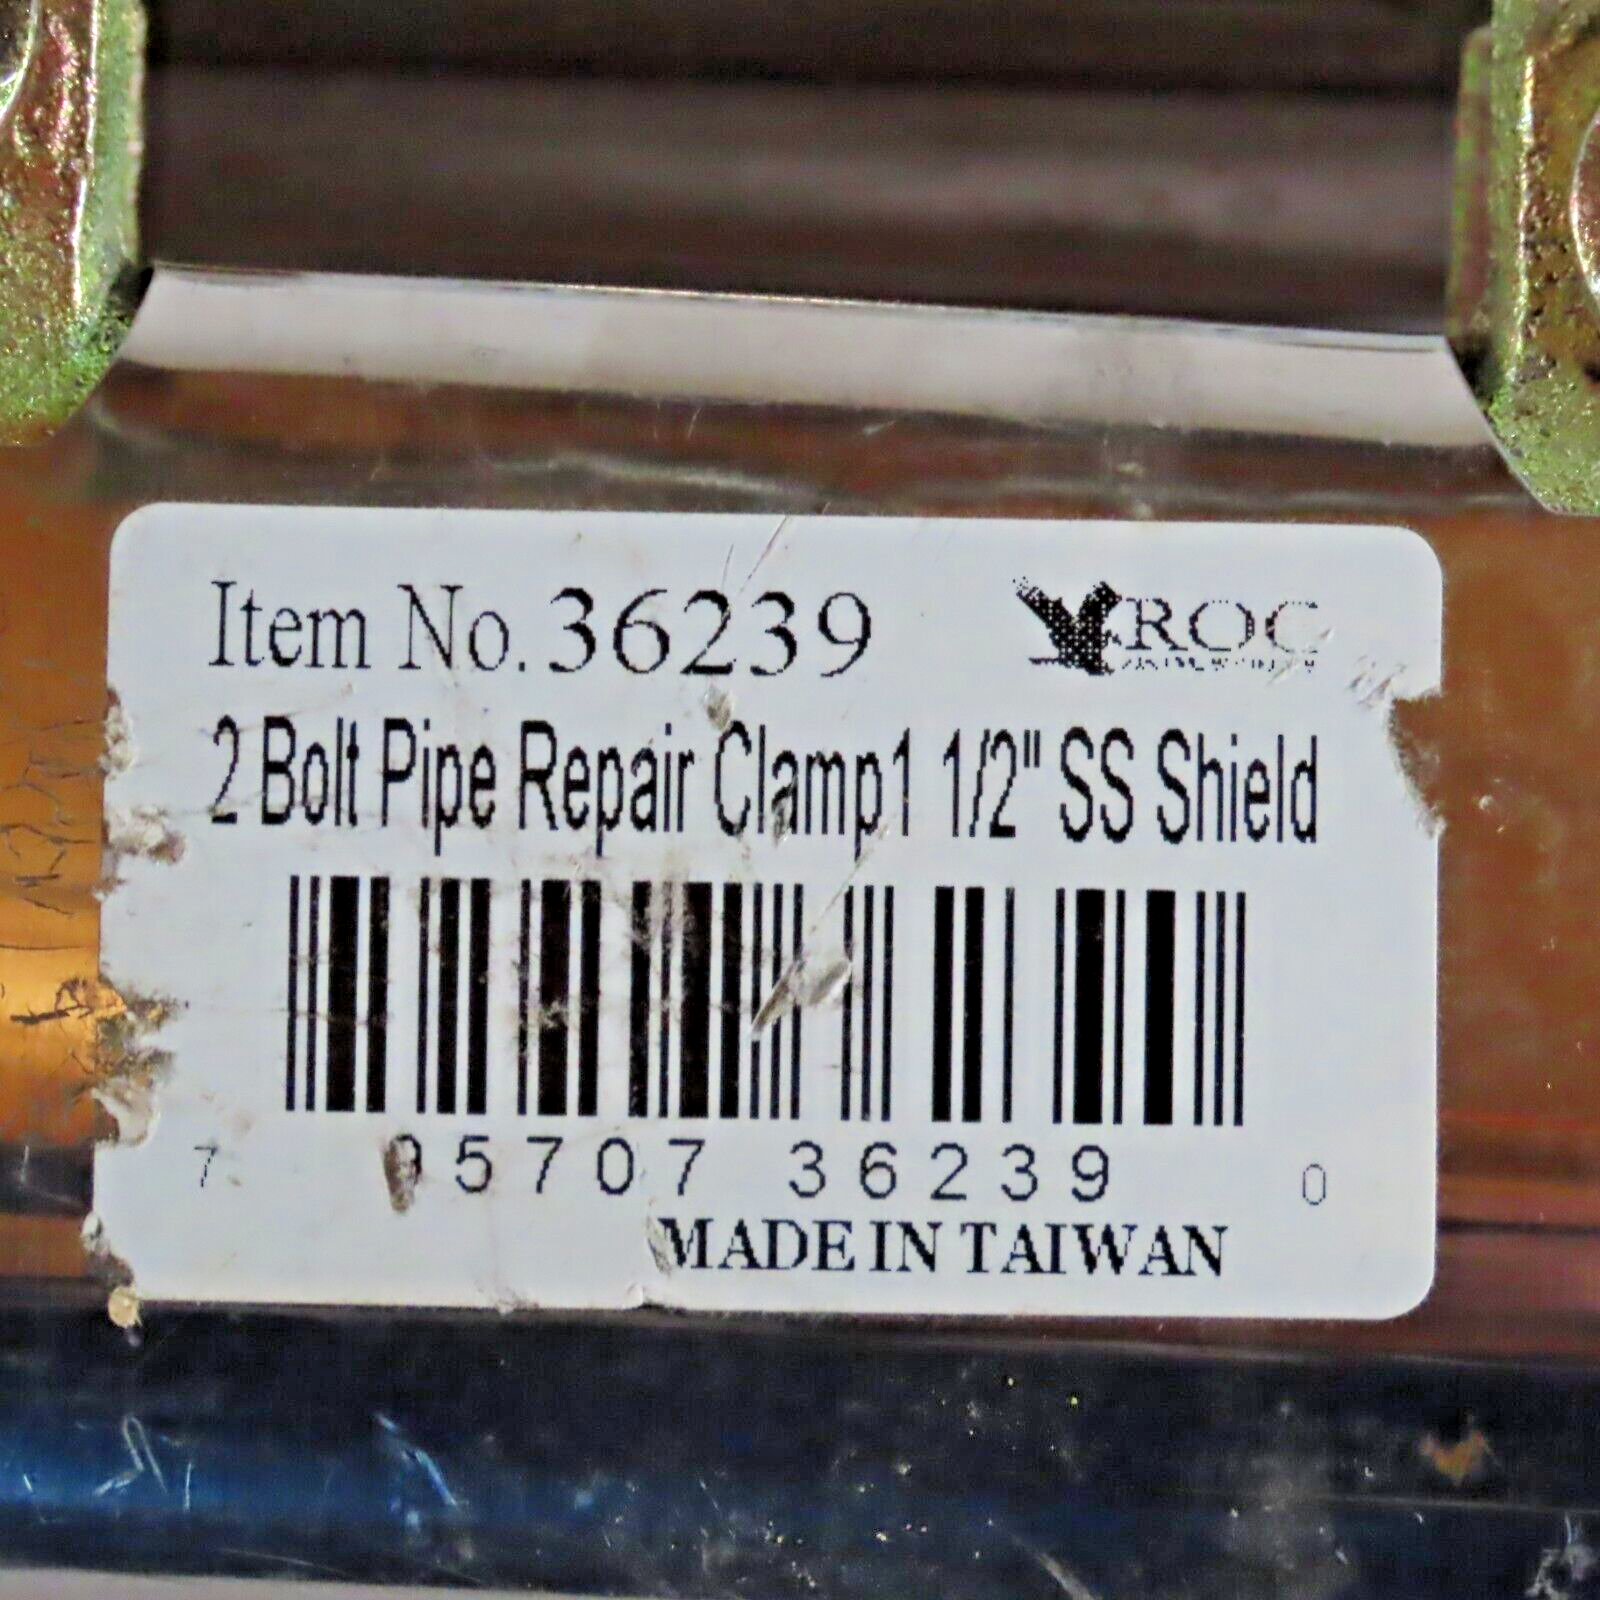 Item No. 36239
ROC
2 Bolt Pipe Repair Clamp1 1/2" SS Shield
7 95707 36239 0
MADE IN TAIWAN